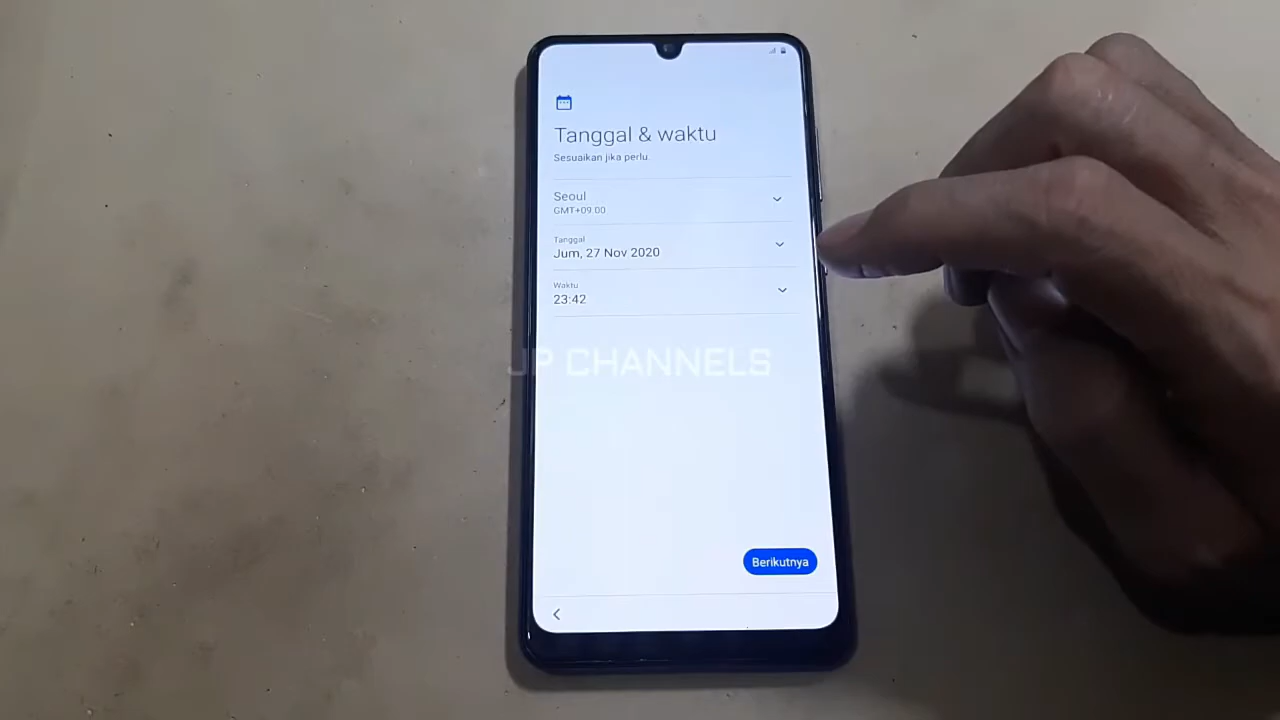 Tanggal & waktu
Sesuaikan jika perlu.
Seoul
GMT+09.00
Tanggal
Jum, 27 Nov 2020
Waktu
23:42
JP CHANNELS
Berikutnya